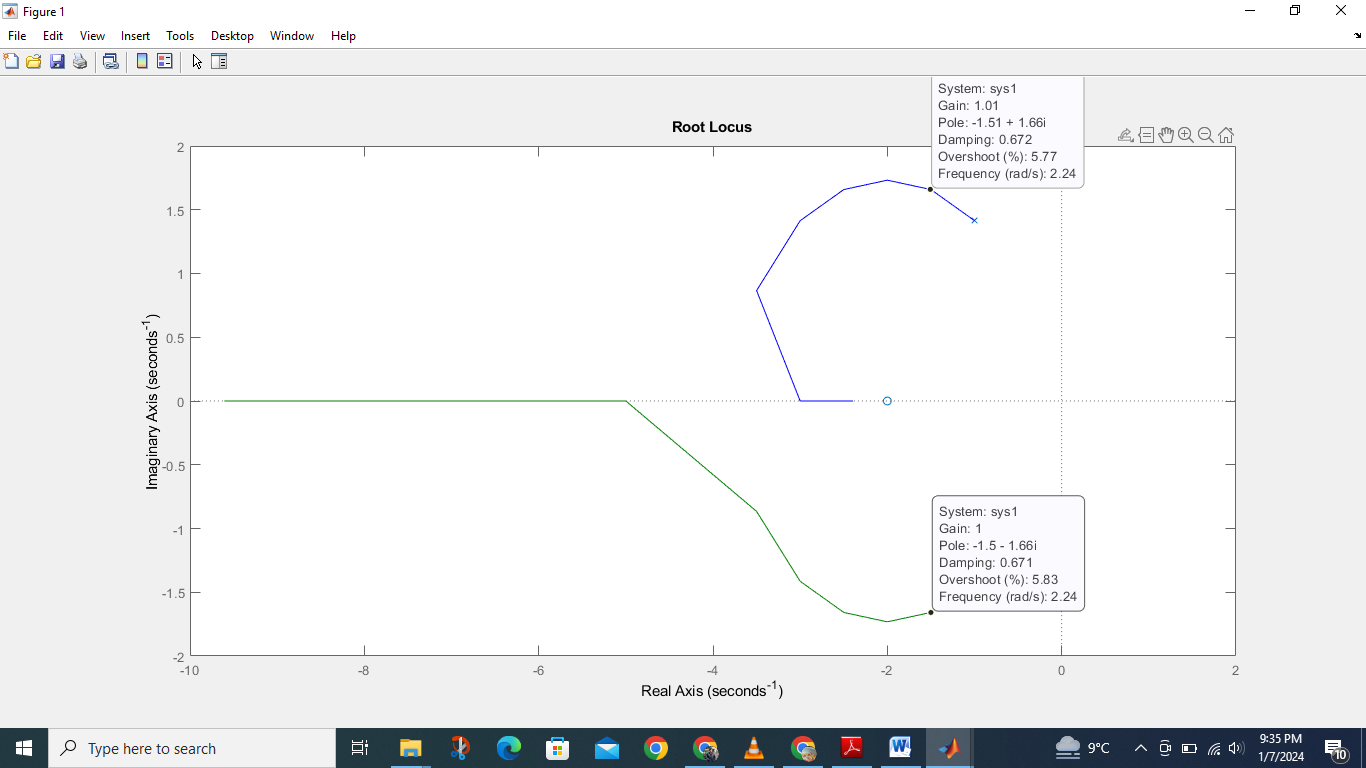 Figure 1
File Edit View Insert Tools Desktop Window Help
Root Locus
System: sys1
Gain: 1.01
Pole: -1.51 + 1.66i
Damping: 0.672
Overshoot (%): 5.77
Frequency (rad/s): 2.24
2
1.5
1
0.5
0
-0.5
-1
-1.5
-2
Imaginary Axis (seconds-1)
System: sys1
Gain: 1
Pole: -1.5 - 1.66i
Damping: 0.671
Overshoot (%): 5.83
Frequency (rad/s): 2.24
-10 -8 -6 -4 -2 0 2
Real Axis (seconds-1)
Type here to search
W
9°C
9:35 PM
1/7/2024
10